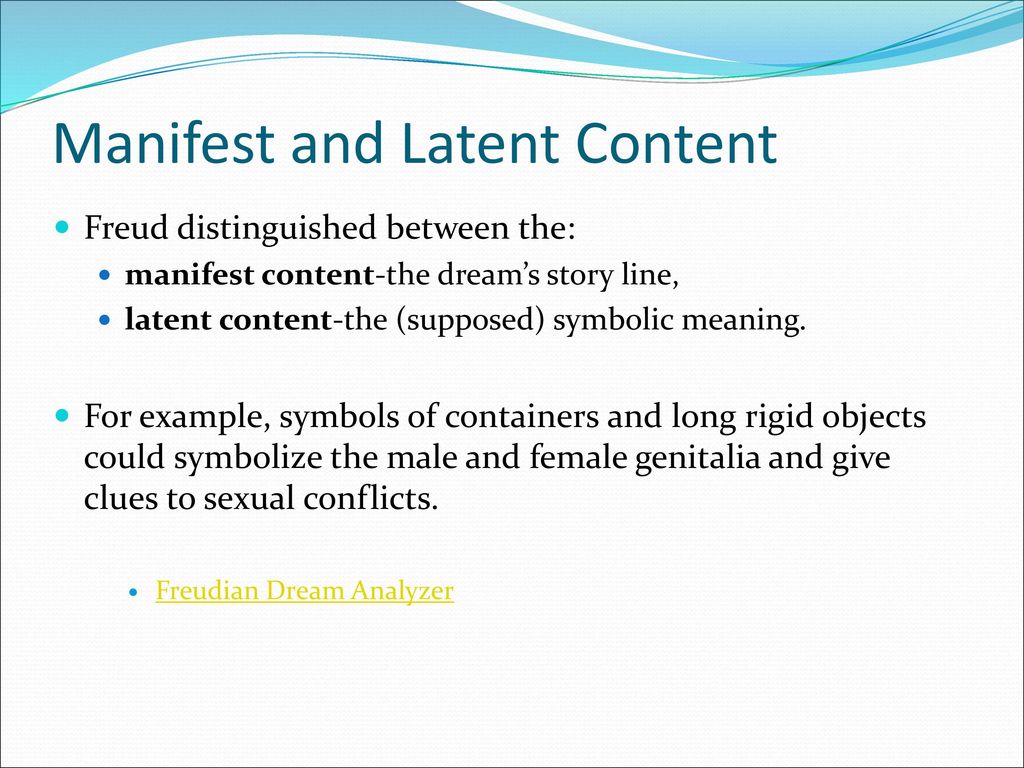 Manifest and Latent Content
Freud distinguished between the:
manifest content-the dream’s story line,
latent content-the (supposed) symbolic meaning.
For example, symbols of containers and long rigid objects
could symbolize the male and female genitalia and give
clues to sexual conflicts.
Freudian Dream Analyzer